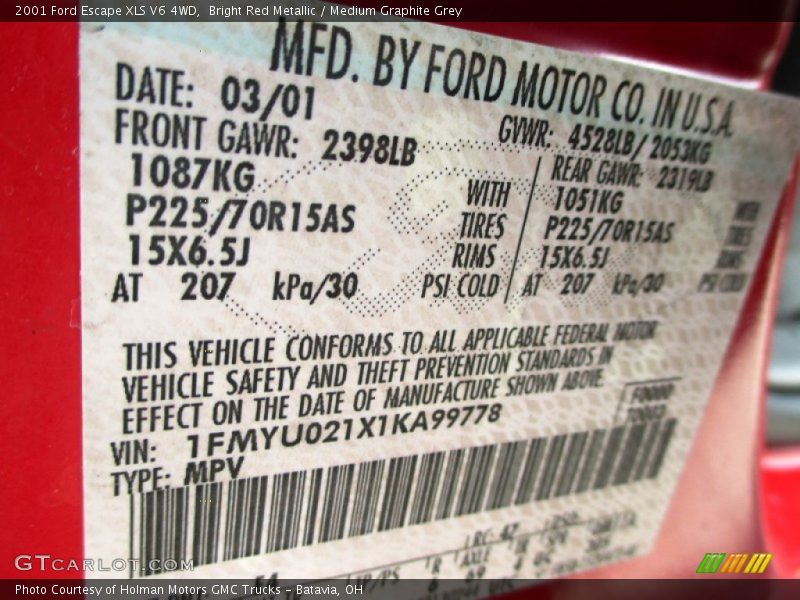 2001 Ford Escape XLS V6 4WD, Bright Red Metallic / Medium Graphite Grey
MFD. BY FORD MOTOR CO. IN U.S.A.
DATE: 03/01 GVWR: 4528LB/ 2053KG
FRONT GAWR: 2398LB REAR GAWR: 2319LB
1087KG WITH 1051KG WITH
P225/70R15AS TIRES P225/70R15AS TIRES
15X6.5J RIMS 15X6.5J RIMS
AT 207 kPa/30 PSI COLD AT 207 kPa/30 PSI COLD
THIS VEHICLE CONFORMS TO ALL APPLICABLE FEDERAL MOTOR
VEHICLE SAFETY AND THEFT PREVENTION STANDARDS IN
EFFECT ON THE DATE OF MANUFACTURE SHOWN ABOVE.
VIN: 1FMYU021X1KA99778
TYPE: MPV
GTCARLOT.COM
Photo Courtesy of Holman Motors GMC Trucks - Batavia, OH